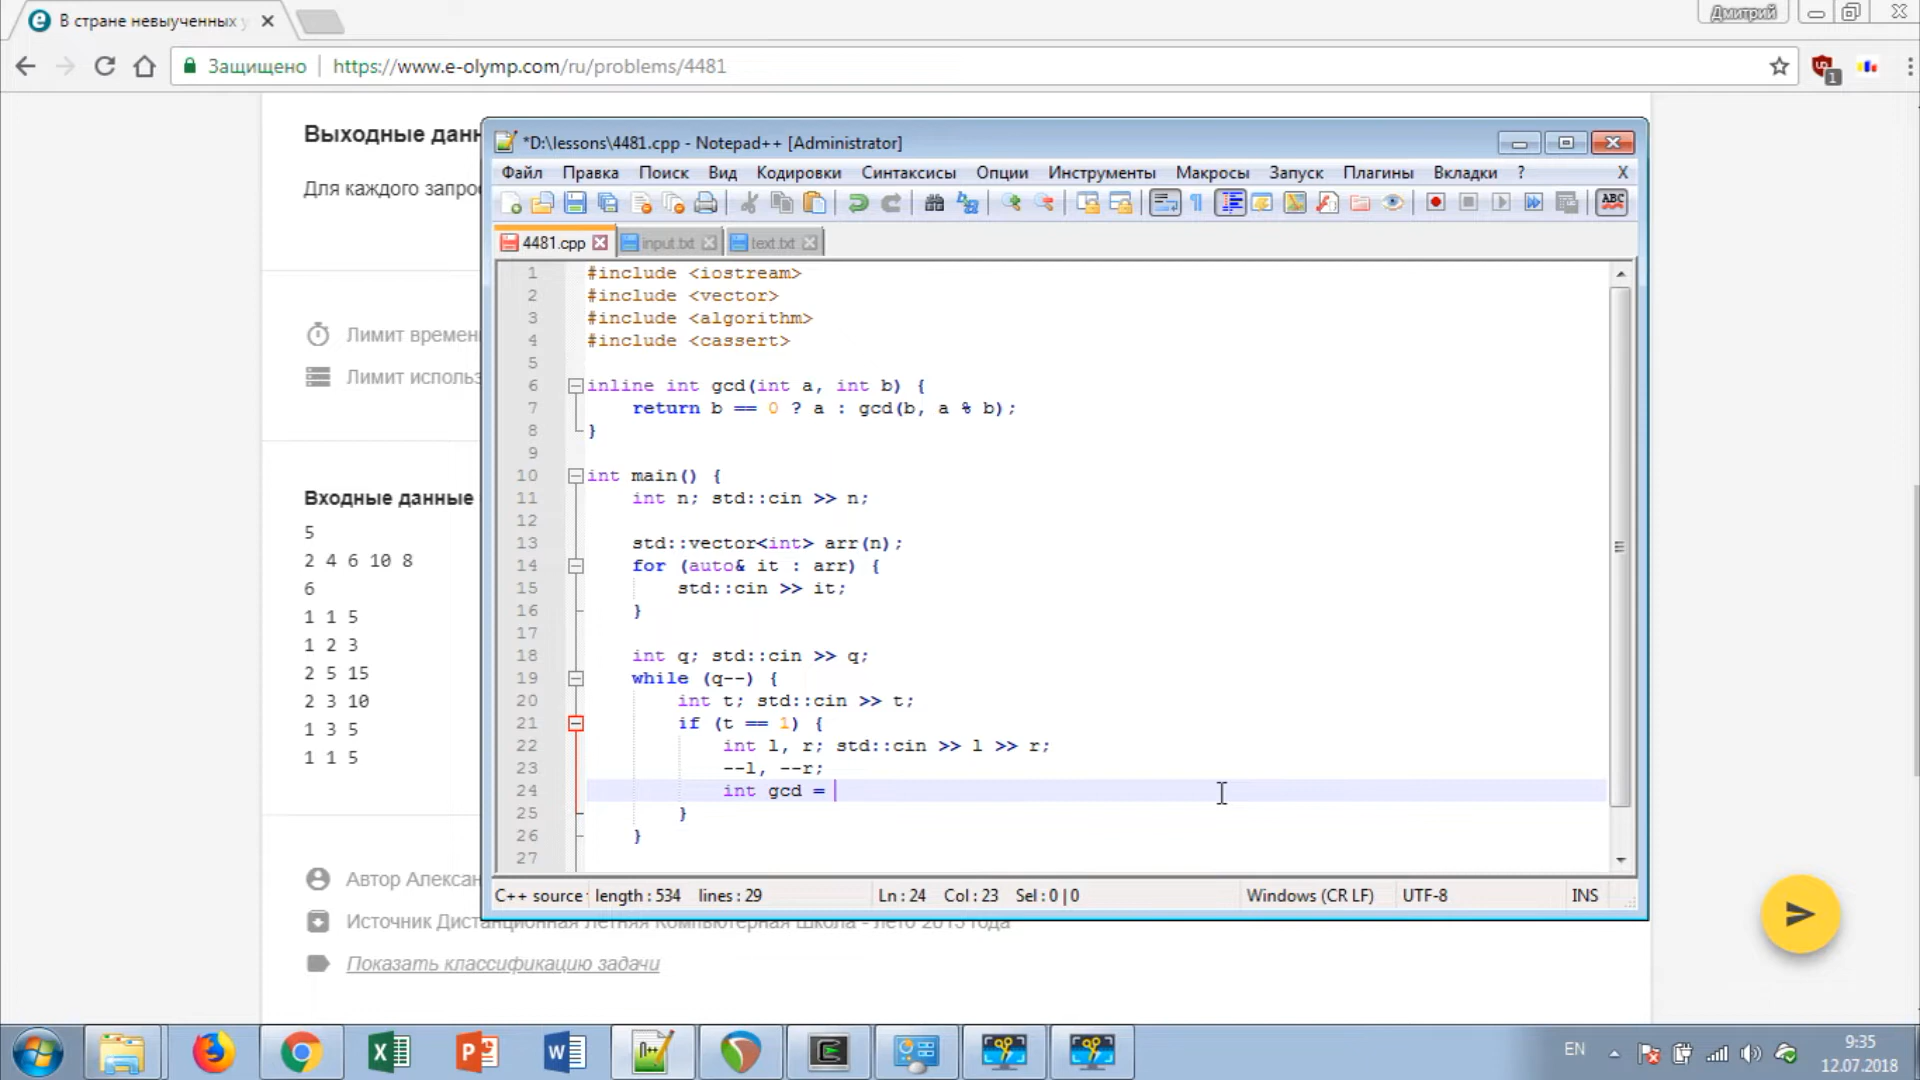 В стране невыученных
Дмитрий
Защищено
https://www.e-olymp.com/ru/problems/4481
1
Выходные
Для каждого
Лимит
Лимит
Входные данные
5
2 4 6 10 8
6
1 1 5
1 2 3
2 5 15
2 3 10
1 3 5
1 1 5
Автор
Источник Дистанционная Летняя Компьютерная Школа - лето 2013 года
Показать классификацию задачи
*D:\lessons\4481.cpp - Notepad++ [Administrator]
Файл Правка Поиск Вид Кодировки Синтаксисы Опции Инструменты Макросы Запуск Плагины Вкладки ? X
ABC
4481.cpp input.txt text.txt
1 #include <iostream>
2 #include <vector>
3 #include <algorithm>
4 #include <cassert>
5
6 inline int gcd(int a, int b) {
7 return b == 0 ? a : gcd(b, a % b);
8 }
9
10 int main() {
11 int n; std::cin >> n;
12
13 std::vector<int> arr(n);
14 for (auto& it : arr) {
15 std::cin >> it;
16 }
17
18 int q; std::cin >> q;
19 while (q--) {
20 int t; std::cin >> t;
21 if (t == 1) {
22 int l, r; std::cin >> l >> r;
23 --l, --r;
24 int gcd =
25 }
26 }
27
C++ source length : 534 lines : 29 Ln : 24 Col : 23 Sel : 0 | 0 Windows (CR LF) UTF-8 INS
EN
9:35
12.07.2018